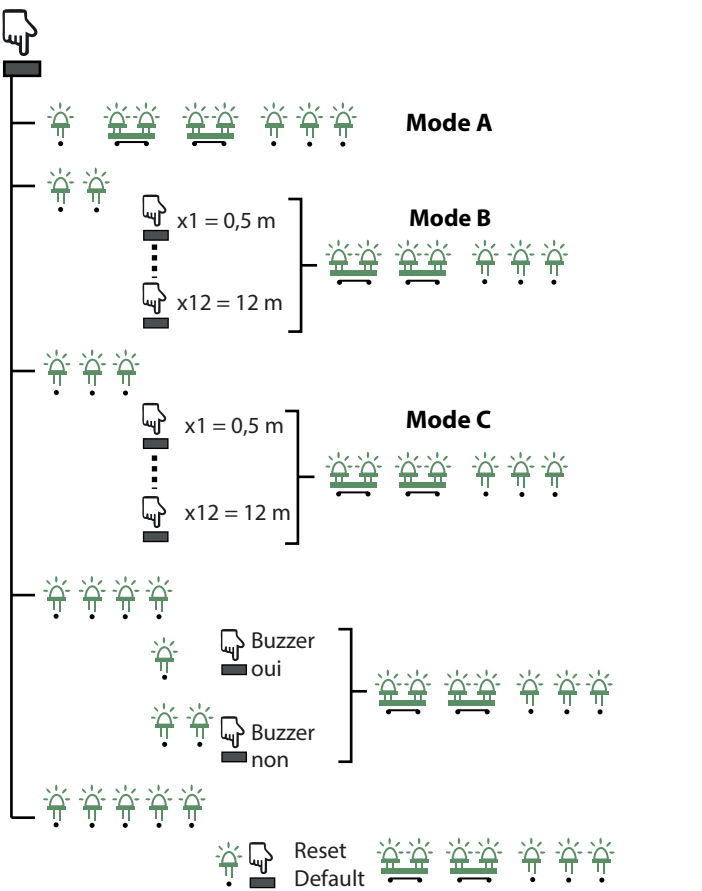 Mode A
x1 = 0,5 m
Mode B
x12 = 12 m
x1 = 0,5 m
Mode C
x12 = 12 m
Buzzer
oui
Buzzer
non
Reset
Default